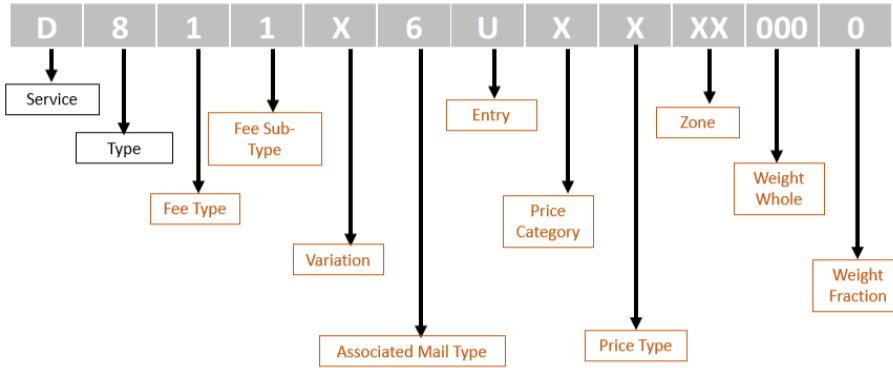 D 8 1 1 X 6 U X X XX 000 0
Service
Type
Fee Type
Fee Sub-
Type
Variation
Associated Mail Type
Entry
Price
Category
Price Type
Zone
Weight
Whole
Weight
Fraction